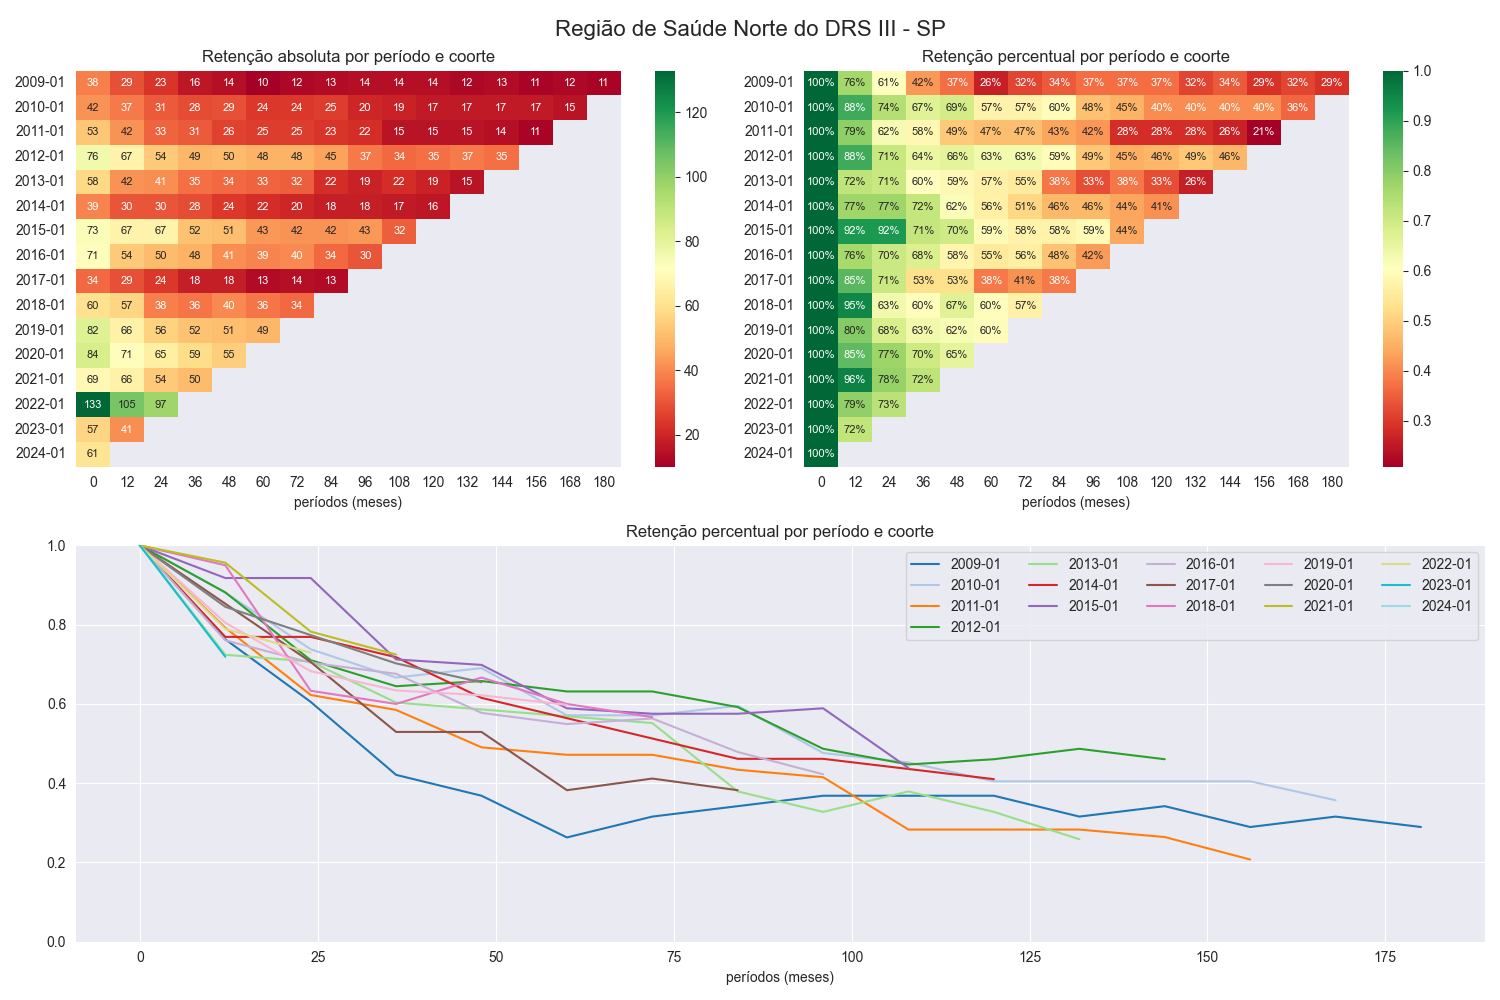 Região de Saúde Norte do DRS III - SP
Retenção absoluta por período e coorte
2009-01 38 29 23 16 14 10 12 13 14 14 14 12 13 11 12 11
2010-01 42 37 31 28 29 24 24 25 20 19 17 17 17 17 15
2011-01 53 42 33 31 26 25 25 23 22 15 15 15 14 11
2012-01 76 67 54 49 50 48 48 45 37 34 35 37 35
2013-01 58 42 41 35 34 33 32 22 19 22 19 15
2014-01 39 30 30 28 24 22 20 18 18 17 16
2015-01 73 67 67 52 51 43 42 42 43 32
2016-01 71 54 50 48 41 39 40 34 30
2017-01 34 29 24 18 18 13 14 13
2018-01 60 57 38 36 40 36 34
2019-01 82 66 56 52 51 49
2020-01 84 71 65 59 55
2021-01 69 66 54 50
2022-01 133 105 97
2023-01 57 41
2024-01 61
0 12 24 36 48 60 72 84 96 108 120 132 144 156 168 180
períodos (meses)
120
100
80
60
40
20
Retenção percentual por período e coorte
2009-01 100% 76% 61% 42% 37% 26% 32% 34% 37% 37% 37% 32% 34% 29% 32% 29%
2010-01 100% 88% 74% 67% 69% 57% 57% 60% 48% 45% 40% 40% 40% 40% 36%
2011-01 100% 79% 62% 58% 49% 47% 47% 43% 42% 28% 28% 28% 26% 21%
2012-01 100% 88% 71% 64% 66% 63% 63% 59% 49% 45% 46% 49% 46%
2013-01 100% 72% 71% 60% 59% 57% 55% 38% 33% 38% 33% 26%
2014-01 100% 77% 77% 72% 62% 56% 51% 46% 46% 44% 41%
2015-01 100% 92% 92% 71% 70% 59% 58% 58% 59% 44%
2016-01 100% 76% 70% 68% 58% 55% 56% 48% 42%
2017-01 100% 85% 71% 53% 53% 38% 41% 38%
2018-01 100% 95% 63% 60% 67% 60% 57%
2019-01 100% 80% 68% 63% 62% 60%
2020-01 100% 85% 77% 70% 65%
2021-01 100% 96% 78% 72%
2022-01 100% 79% 73%
2023-01 100% 72%
2024-01 100%
0 12 24 36 48 60 72 84 96 108 120 132 144 156 168 180
períodos (meses)
1.0
0.9
0.8
0.7
0.6
0.5
0.4
0.3
Retenção percentual por período e coorte
2009-01 2013-01 2016-01 2019-01 2022-01
2010-01 2014-01 2017-01 2020-01 2023-01
2011-01 2015-01 2018-01 2021-01 2024-01
2012-01
1.0
0.8
0.6
0.4
0.2
0.0
0 25 50 75 100 125 150 175
períodos (meses)